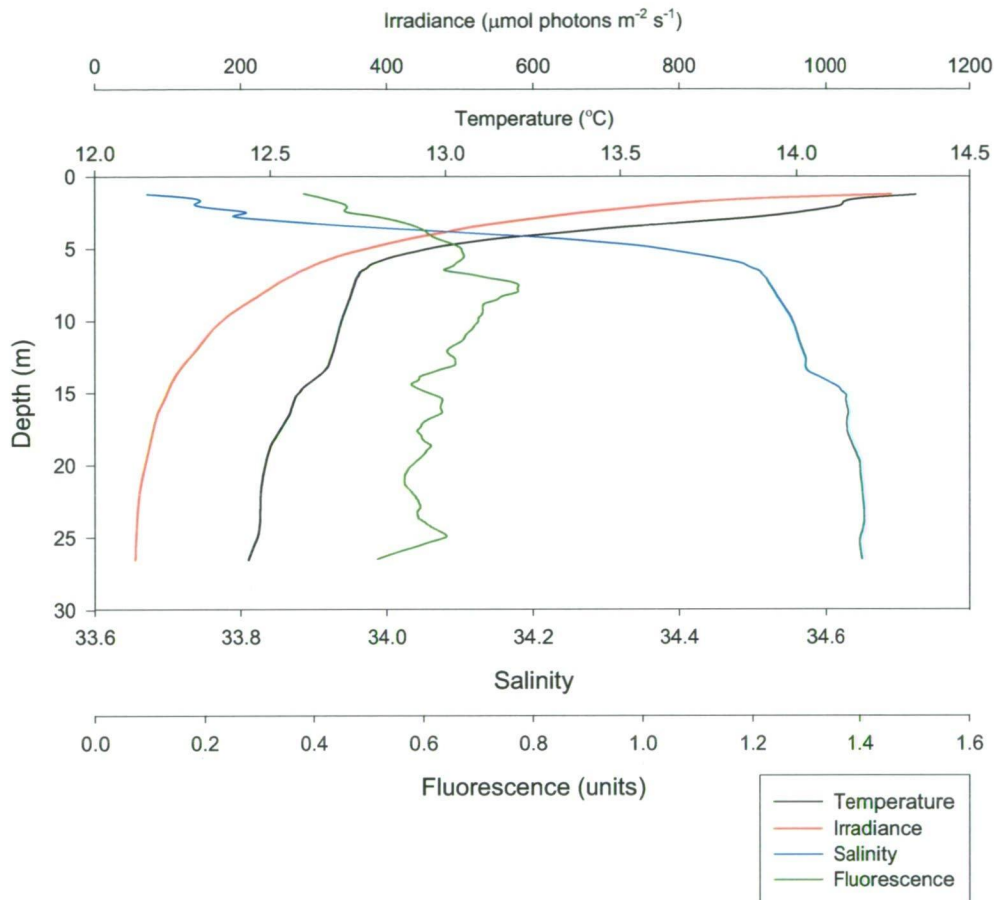 Irradiance (μmol photons m⁻² s⁻¹)
0 200 400 600 800 1000 1200
Temperature (°C)
12.0 12.5 13.0 13.5 14.0 14.5
0
5
10
15
20
25
30
Depth (m)
33.6 33.8 34.0 34.2 34.4 34.6
Salinity
0.0 0.2 0.4 0.6 0.8 1.0 1.2 1.4 1.6
Fluorescence (units)
Temperature
Irradiance
Salinity
Fluorescence